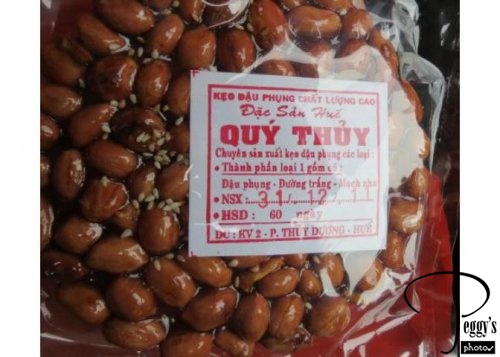 KẸO ĐẬU PHỤNG CHẤT LƯỢNG CAO
Đặc Sản Huế
QUÝ THỦY
Chuyên sản xuất kẹo đậu phụng các loại :
• Thành phần loại 1 gồm có :
Đậu phụng - Đường trắng - Mạch nha
• NSX: 31 / 12 / 11
• HSD : 60 ngày
ĐC : KV 2 - P. THỦY DƯƠNG - HUẾ
Peggy's
photos